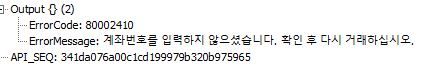 Output {} (2)
ErrorCode: 80002410
ErrorMessage: 계좌번호를 입력하지 않으셨습니다. 확인 후 다시 거래하십시오.
API_SEQ: 341da076a00c1cd199979b320b975965